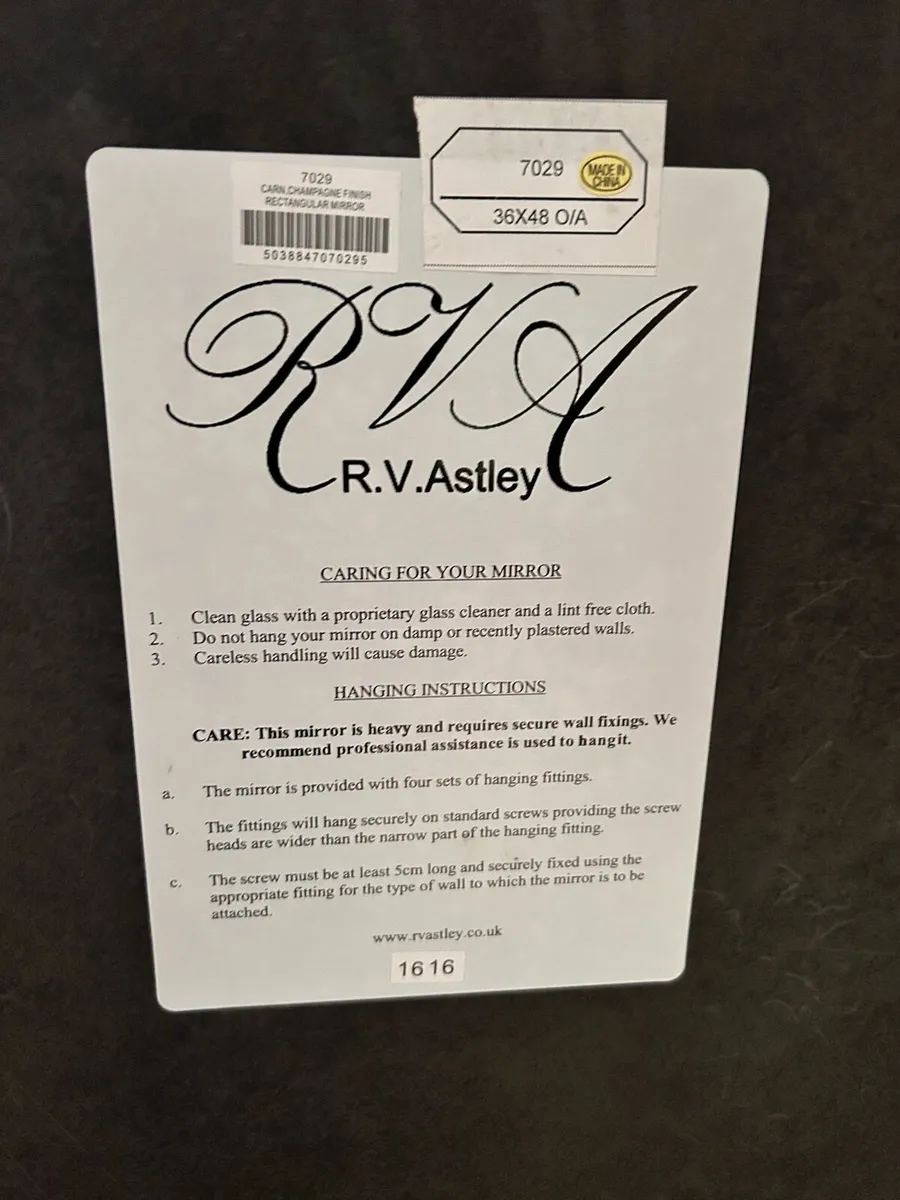 7029
CARN,CHAMPAGNE FINISH
RECTANGULAR MIRROR
5038847070295
7029
MADE IN
CHINA
36X48 O/A
RVA
R.V.Astley
CARING FOR YOUR MIRROR
1. Clean glass with a proprietary glass cleaner and a lint free cloth.
2. Do not hang your mirror on damp or recently plastered walls.
3. Careless handling will cause damage.
HANGING INSTRUCTIONS
CARE: This mirror is heavy and requires secure wall fixings. We
recommend professional assistance is used to hang it.
a. The mirror is provided with four sets of hanging fittings.
b. The fittings will hang securely on standard screws providing the screw
heads are wider than the narrow part of the hanging fitting.
c. The screw must be at least 5cm long and securely fixed using the
appropriate fitting for the type of wall to which the mirror is to be
attached.
www.rvastley.co.uk
16 16